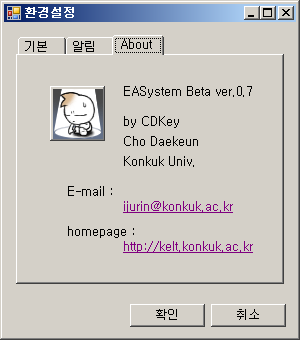 환경설정
기본 알림 About
EASystem Beta ver.0.7
by CDKey
Cho Daekeun
Konkuk Univ.
E-mail :
ijurin@konkuk.ac.kr
homepage :
http://kelt.konkuk.ac.kr
확인 취소